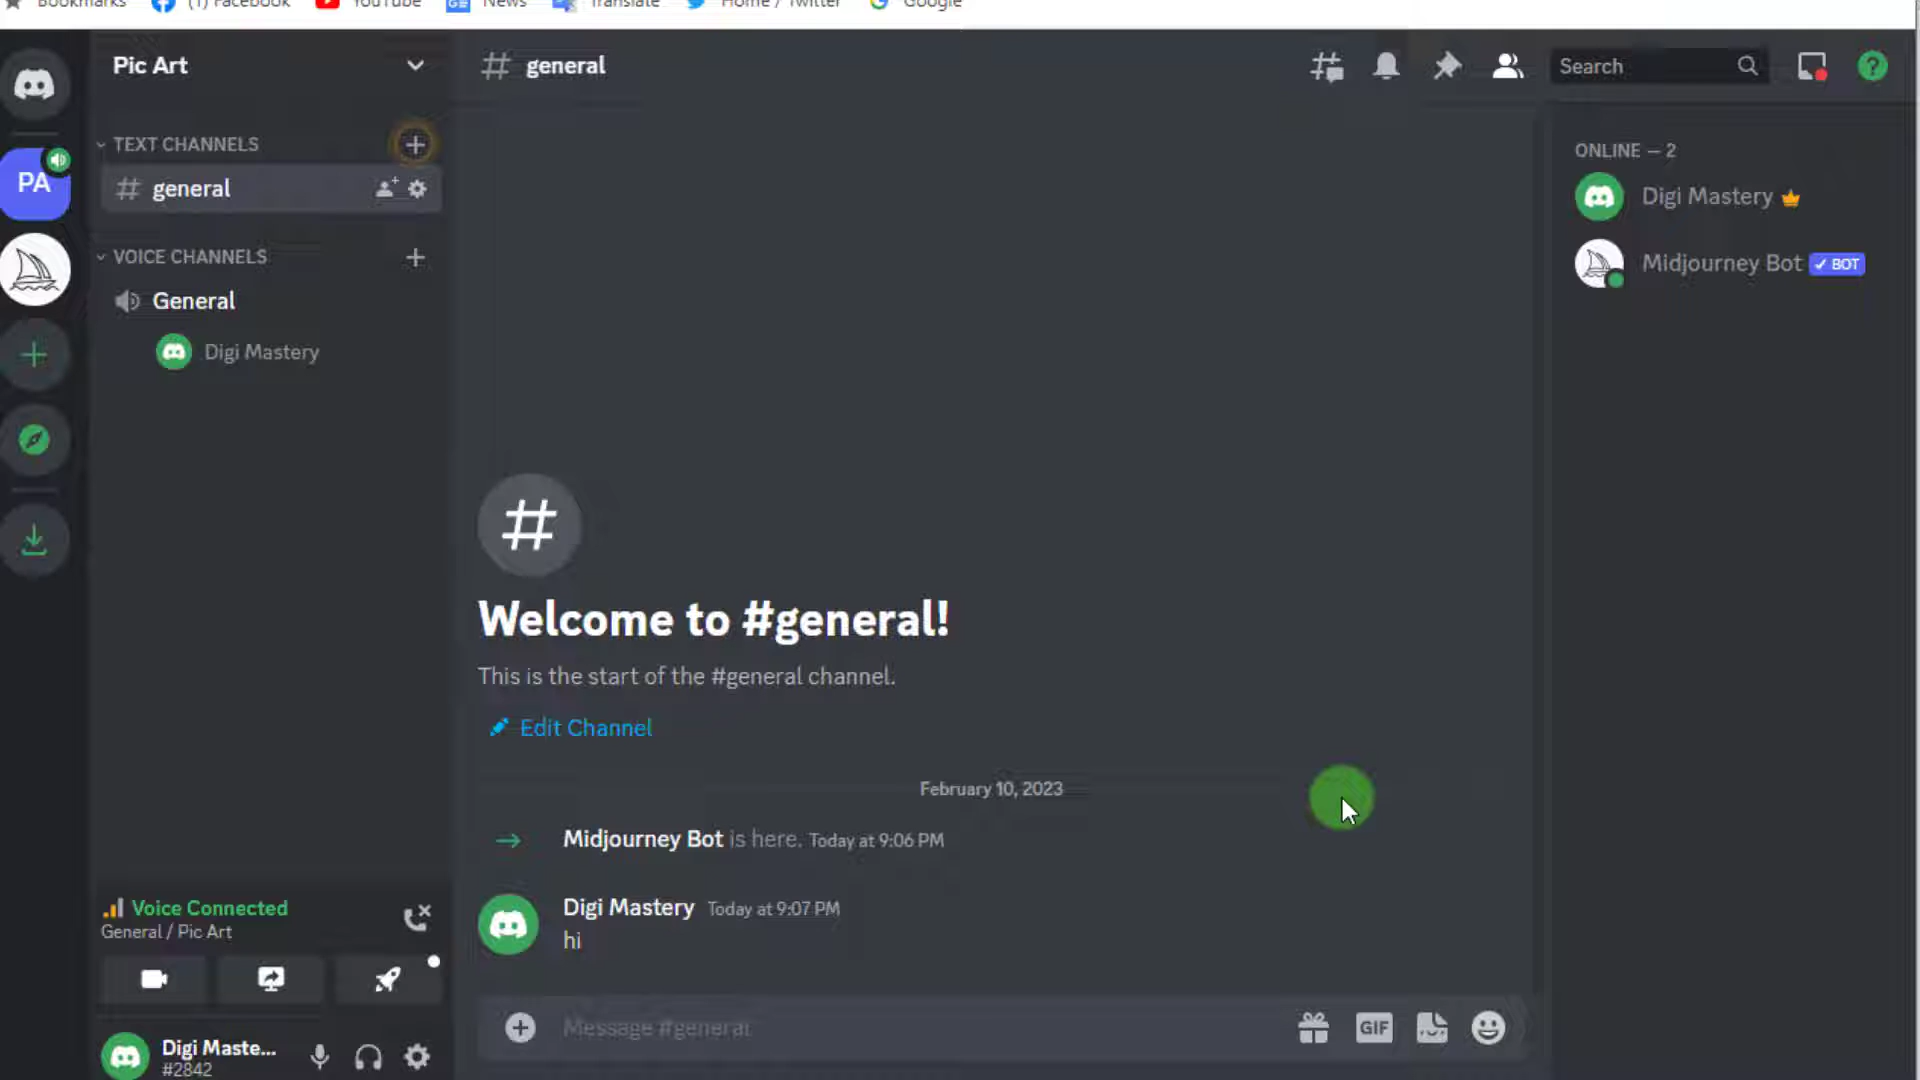 Bookmarks (1) Facebook YouTube News Translate Home / Twitter Google
Pic Art
# general
Search
TEXT CHANNELS
# general
PA
VOICE CHANNELS
General
Digi Mastery
ONLINE — 2
Digi Mastery
Midjourney Bot ✓ BOT
#
Welcome to #general!
This is the start of the #general channel.
Edit Channel
February 10, 2023
Midjourney Bot is here. Today at 9:06 PM
Digi Mastery Today at 9:07 PM
hi
Voice Connected
General / Pic Art
Message #general
GIF
Digi Maste...
#2842